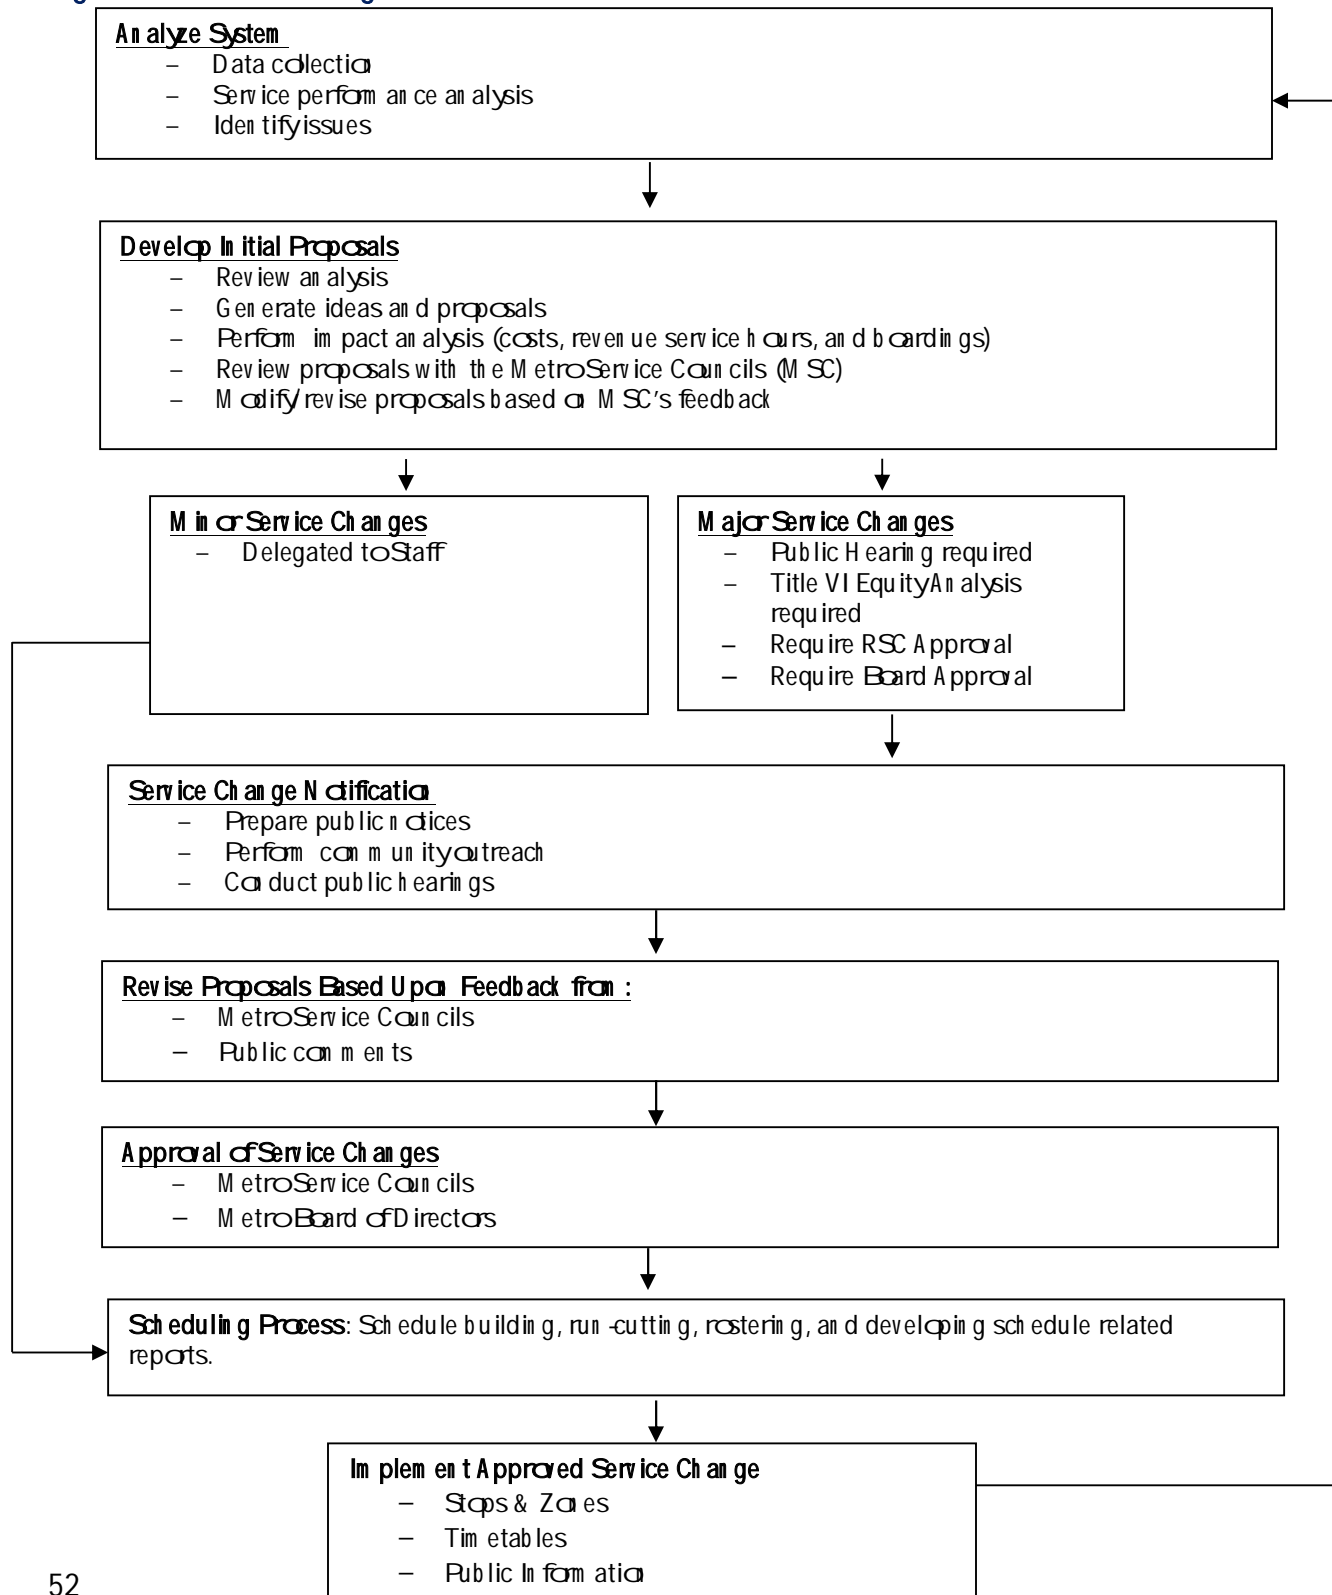 Analyze System
– Data collection
– Service performance analysis
– Identify issues
Develop Initial Proposals
– Review analysis
– Generate ideas and proposals
– Perform impact analysis (costs, revenue service hours, and boardings)
– Review proposals with the Metro Service Councils (MSC)
– Modify/revise proposals based on MSC's feedback
Minor Service Changes
– Delegated to Staff
Major Service Changes
– Public Hearing required
– Title VI Equity Analysis
required
– Require RSC Approval
– Require Board Approval
Service Change Notification
– Prepare public notices
– Perform community outreach
– Conduct public hearings
Revise Proposals Based Upon Feedback from:
– Metro Service Councils
– Public comments
Approval of Service Changes
– Metro Service Councils
– Metro Board of Directors
Scheduling Process: Schedule building, run-cutting, rostering, and developing schedule related
reports.
Implement Approved Service Change
– Stops & Zones
– Timetables
– Public Information
52